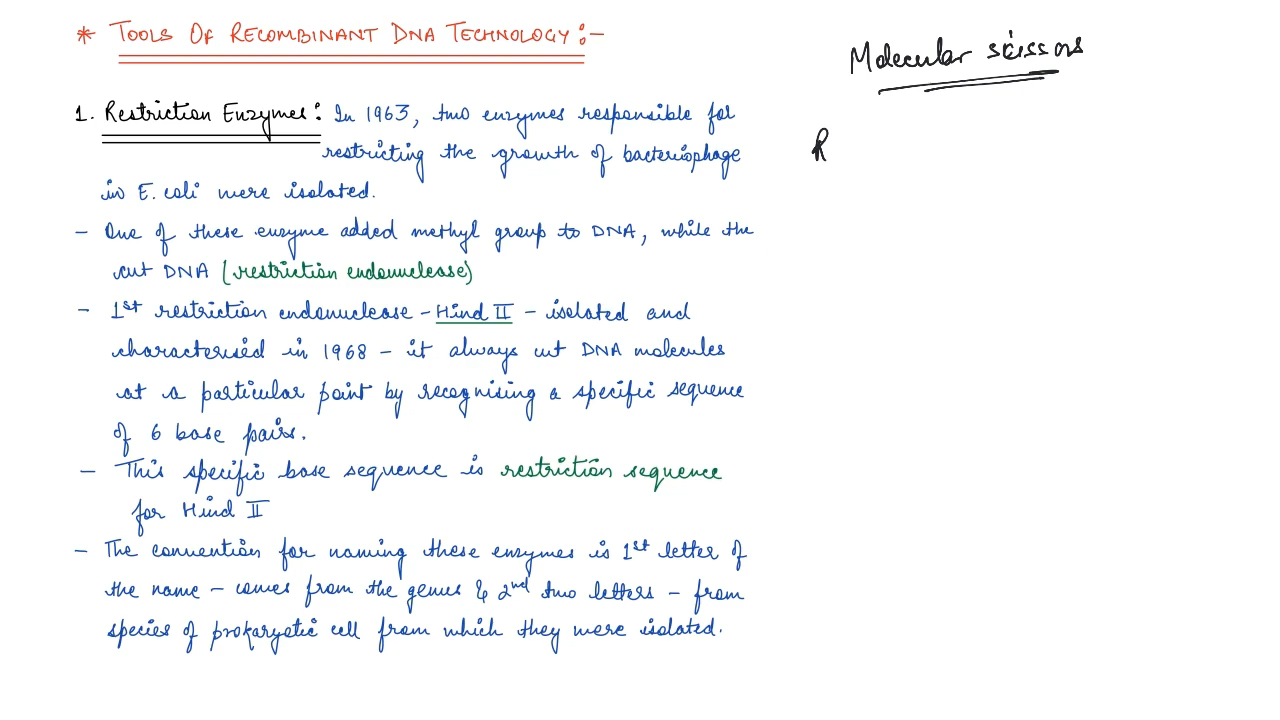 * TOOLS OF RECOMBINANT DNA TECHNOLOGY:-
Molecular scissors
1. Restriction Enzymes: In 1963, two enzymes responsible for
restricting the growth of bacteriophage
in E. coli were isolated.
R
- One of these enzyme added methyl group to DNA, while the
cut DNA (restriction endonuclease)
- 1st restriction endonuclease - Hind II - isolated and
characterised in 1968 - it always cut DNA molecules
at a particular point by recognising a specific sequence
of 6 base pairs.
- This specific base sequence is restriction sequence
for Hind II
- The convention for naming these enzymes is 1st letter of
the name - comes from the genus & 2nd two letters - from
species of prokaryotic cell from which they were isolated.